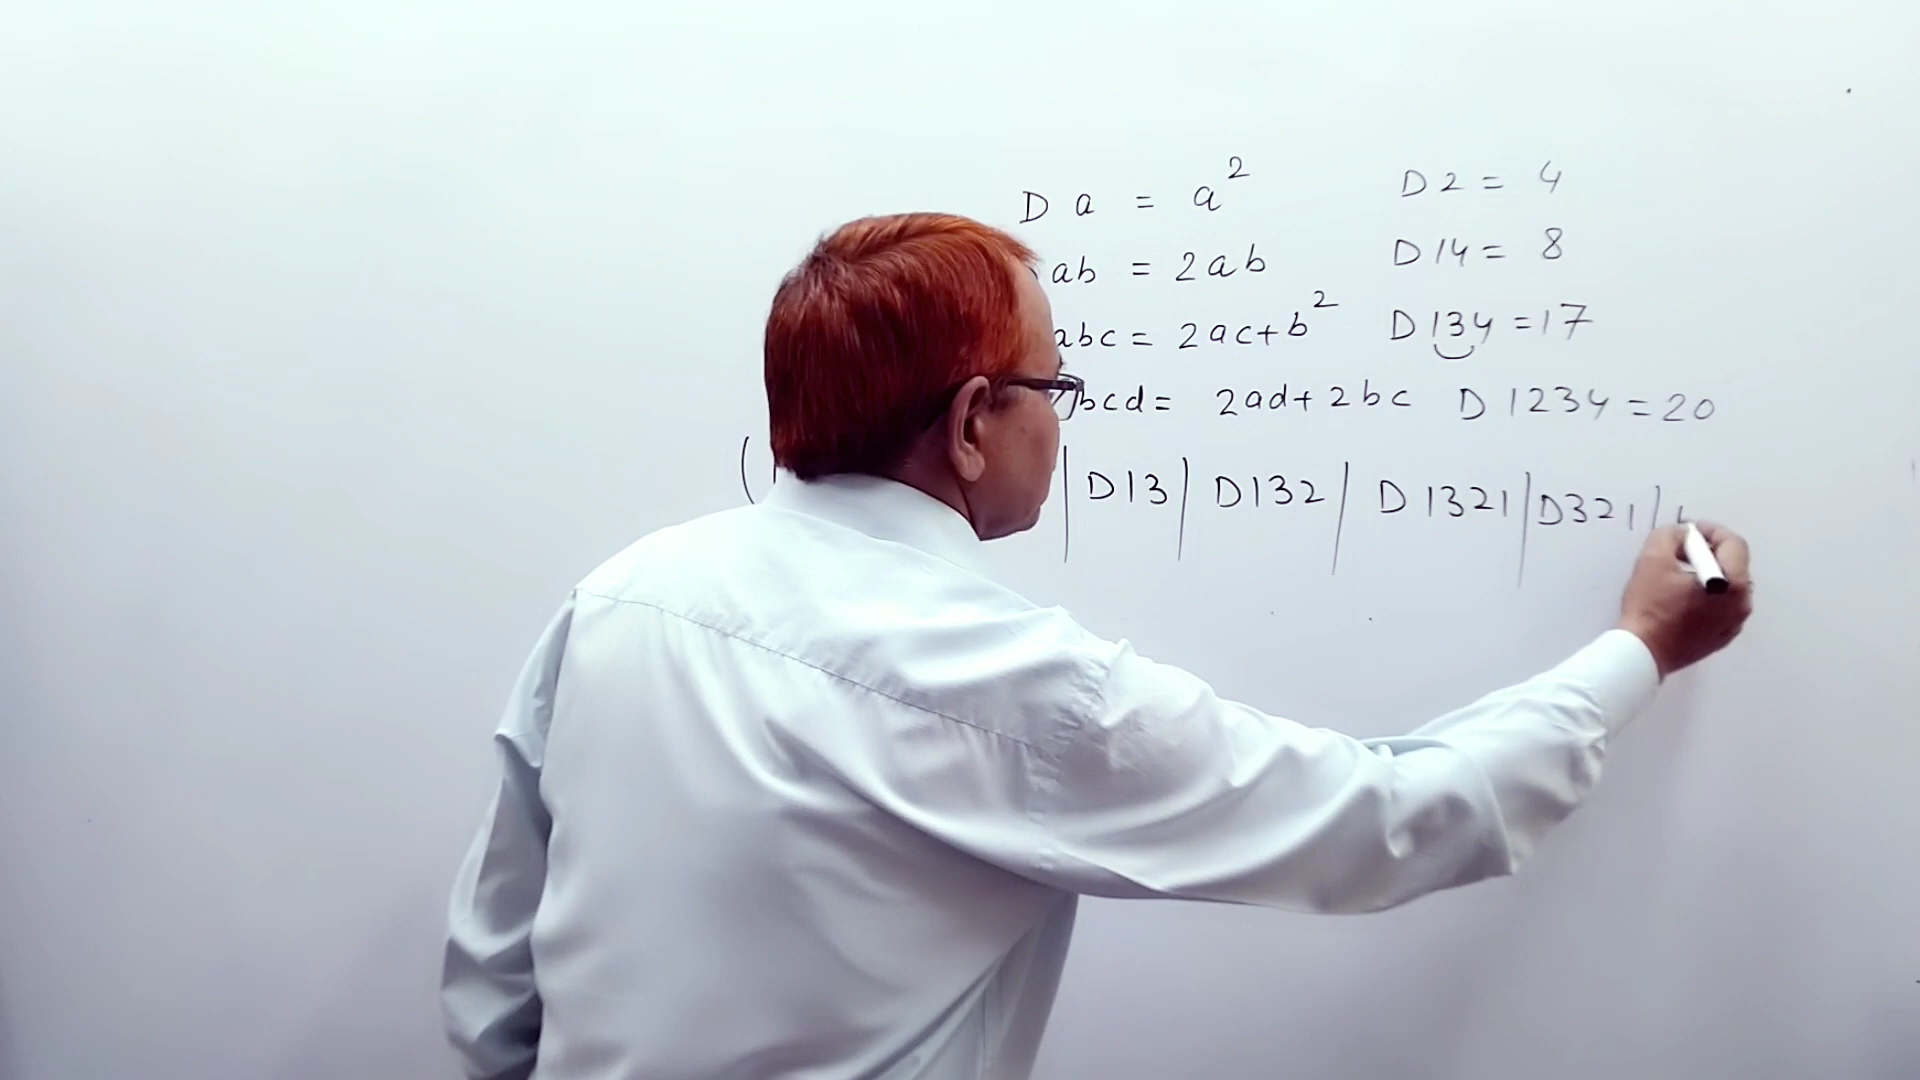 D a = a² D 2 = 4
ab = 2ab D 14 = 8
abc = 2ac+b² D 134 = 17
bcd = 2ad+2bc D 1234 = 20
( | D13 | D132 | D 1321 | D321 |